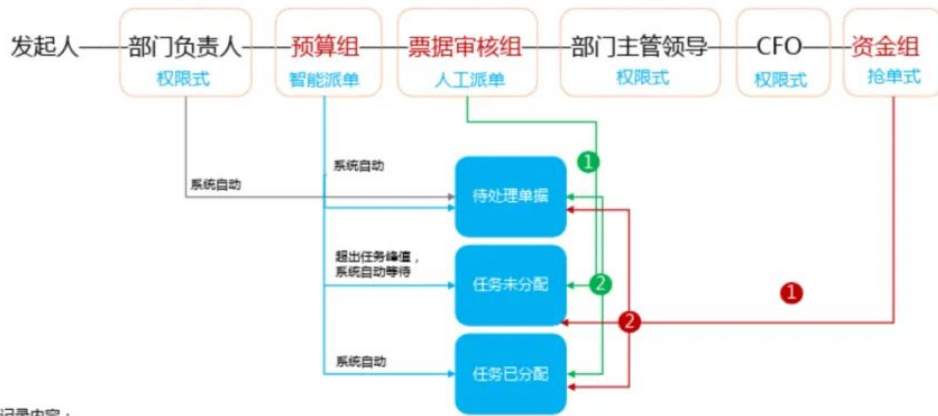 发起人
部门负责人
权限式
预算组
智能派单
票据审核组
人工派单
部门主管领导
权限式
CFO
权限式
资金组
抢单式
系统自动
系统自动
1
待处理单据
超出任务峰值，
系统自动等待
任务未分配
2
1
2
系统自动
任务已分配
记录内容：